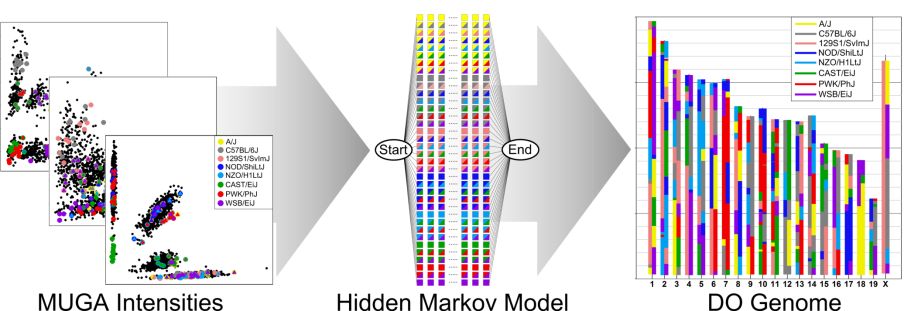 A/J
C57BL/6J
129S1/SvImJ
NOD/ShiLtJ
NZO/H1LtJ
CAST/EiJ
PWK/PhJ
WSB/EiJ
MUGA Intensities
Start
End
Hidden Markov Model
A/J
C57BL/6J
129S1/SvImJ
NOD/ShiLtJ
NZO/H1LtJ
CAST/EiJ
PWK/PhJ
WSB/EiJ
1 2 3 4 5 6 7 8 9 10 11 12 13 14 15 16 17 18 19 X
DO Genome